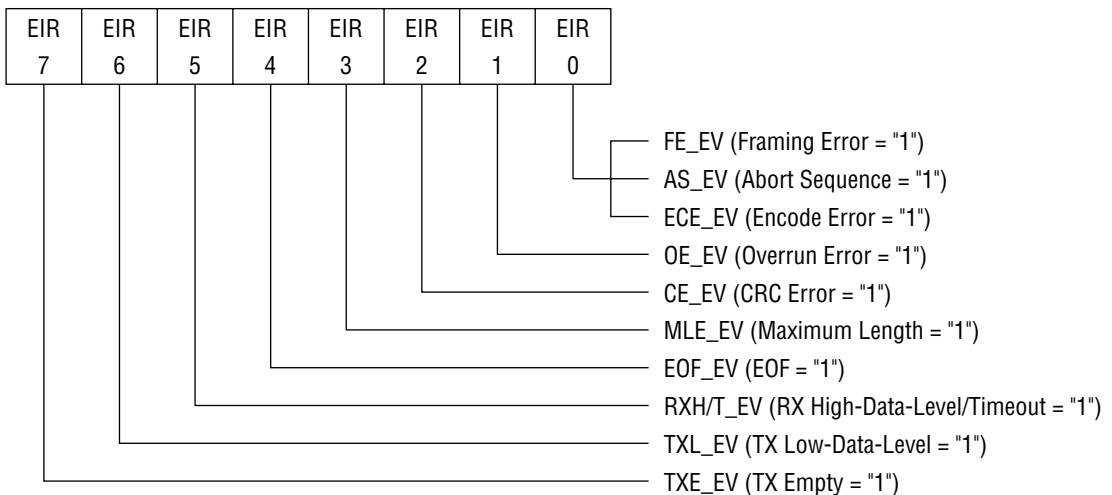 EIR EIR EIR EIR EIR EIR EIR EIR
7 6 5 4 3 2 1 0
FE_EV (Framing Error = "1")
AS_EV (Abort Sequence = "1")
ECE_EV (Encode Error = "1")
OE_EV (Overrun Error = "1")
CE_EV (CRC Error = "1")
MLE_EV (Maximum Length = "1")
EOF_EV (EOF = "1")
RXH/T_EV (RX High-Data-Level/Timeout = "1")
TXL_EV (TX Low-Data-Level = "1")
TXE_EV (TX Empty = "1")